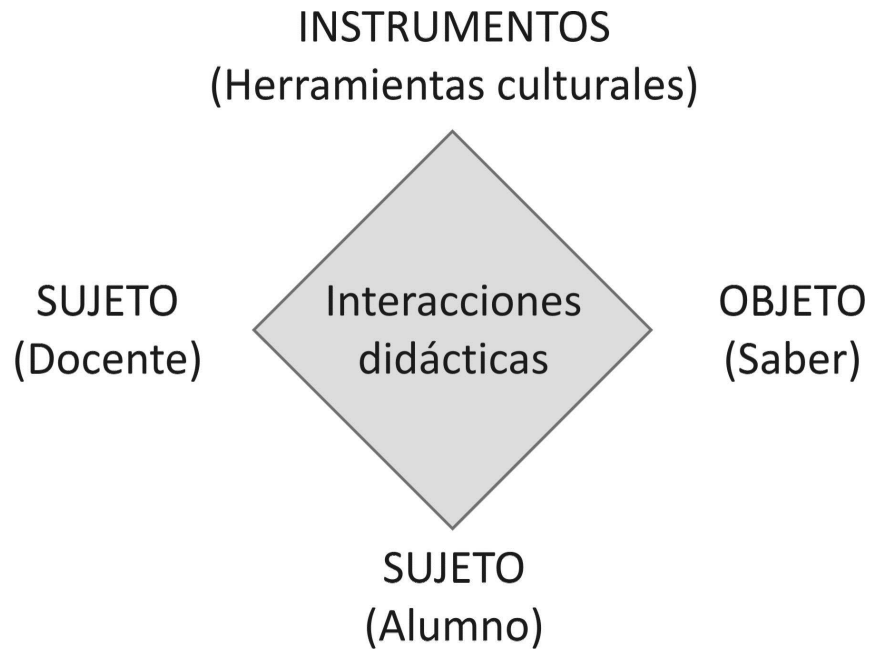 INSTRUMENTOS
(Herramientas culturales)
SUJETO
(Docente)
Interacciones
didácticas
OBJETO
(Saber)
SUJETO
(Alumno)